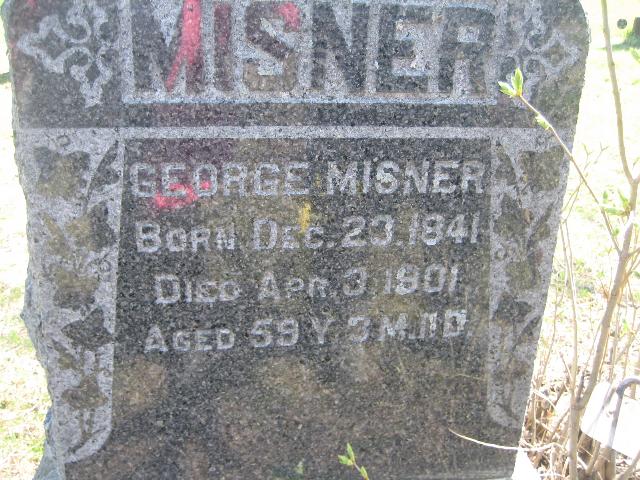 MISNER
GEORGE MISNER
BORN DEC. 23. 1841
DIED APR. 3. 1901.
AGED 59 Y 3 M. 11 D.